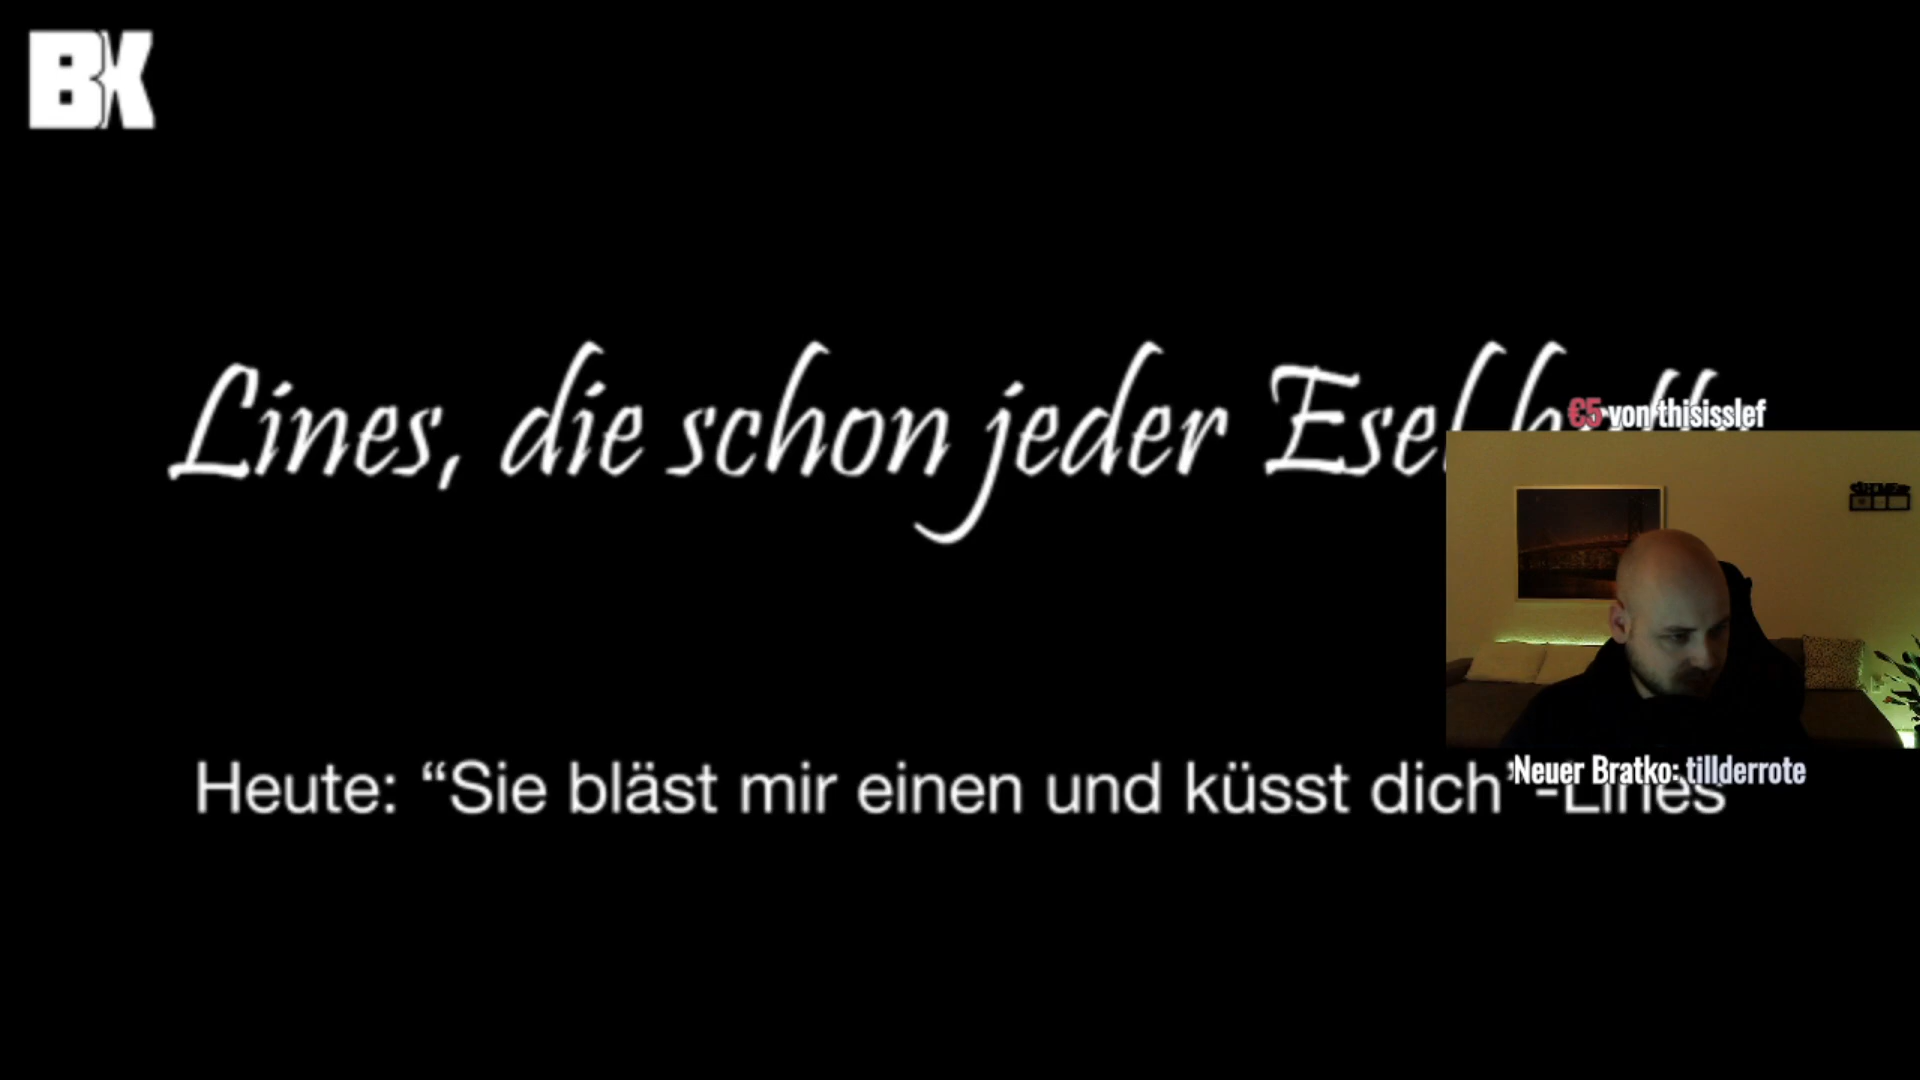 BK
Lines, die schon jeder Esel
€5 von thisisslef
Heute: “Sie bläst mir einen und küsst dich”-Lines
Neuer Bratko: tillderrote